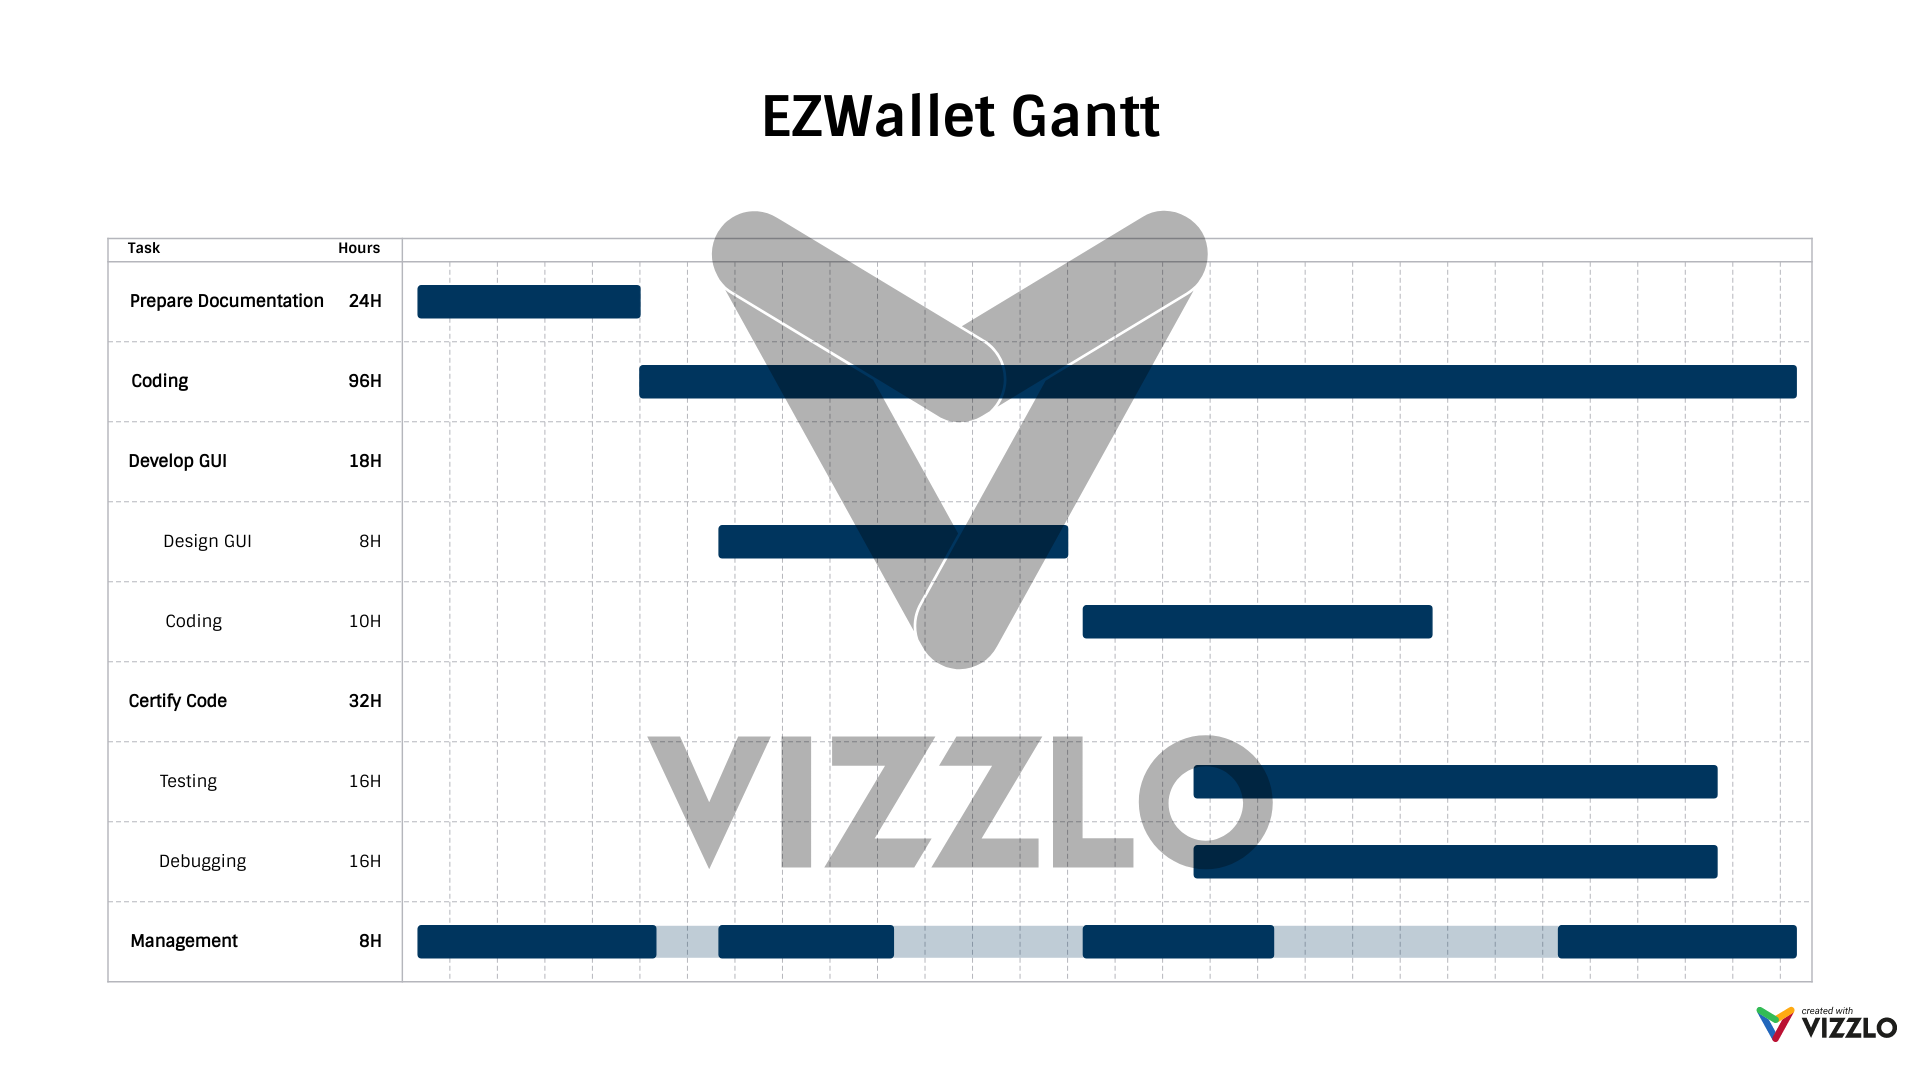 EZWallet Gantt
Task Hours
Prepare Documentation 24H
Coding 96H
Develop GUI 18H
Design GUI 8H
Coding 10H
Certify Code 32H
VIZZLO
Testing 16H
Debugging 16H
Management 8H
created with
VIZZLO